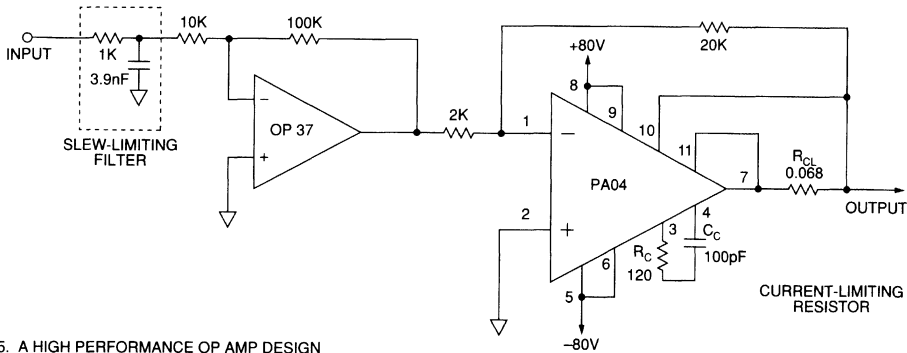 10K
100K
INPUT
1K
3.9nF
SLEW-LIMITING
FILTER
–
+
OP 37
2K
20K
+80V
8
9
10
11
1
–
PA04
7
R_CL
0.068
OUTPUT
2
+
3
4
R_C
120
C_C
100pF
5
6
–80V
CURRENT-LIMITING
RESISTOR
5. A HIGH PERFORMANCE OP AMP DESIGN